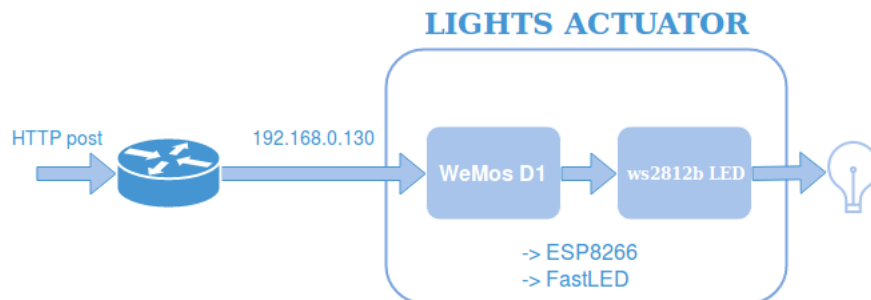 LIGHTS ACTUATOR
HTTP post
192.168.0.130
WeMos D1
ws2812b LED
-> ESP8266
-> FastLED